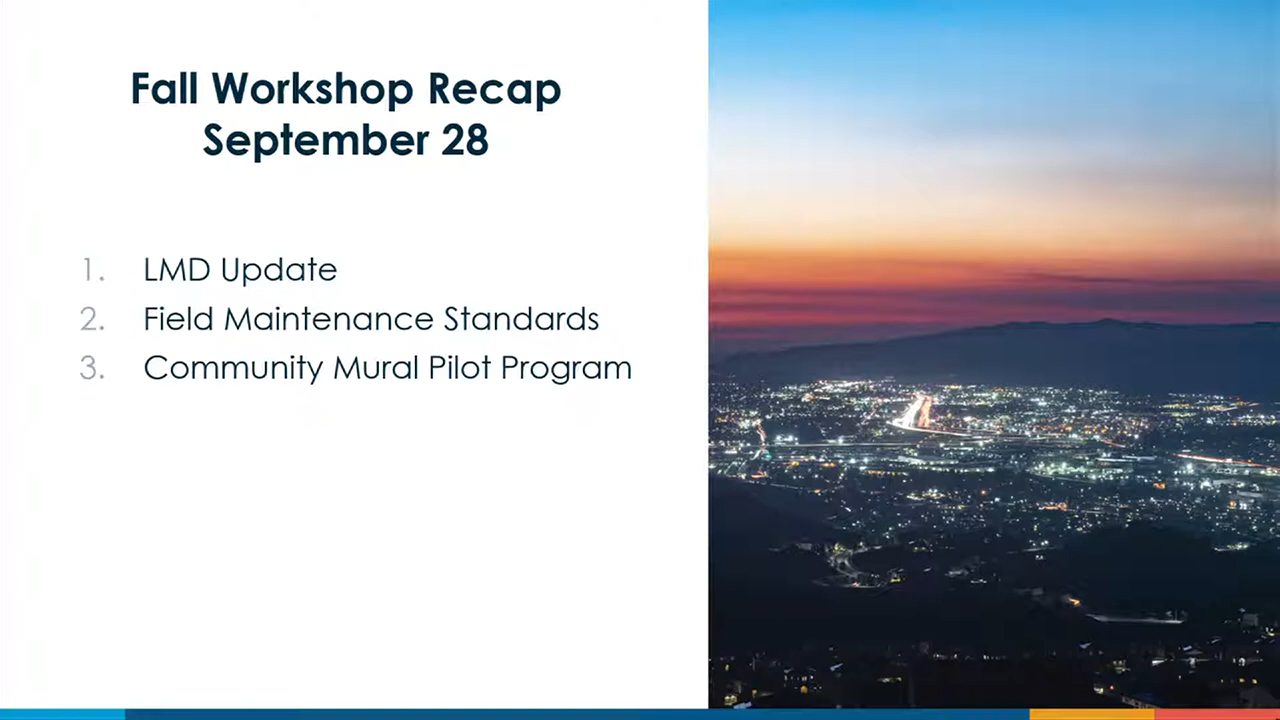 Fall Workshop Recap
September 28
1. LMD Update
2. Field Maintenance Standards
3. Community Mural Pilot Program